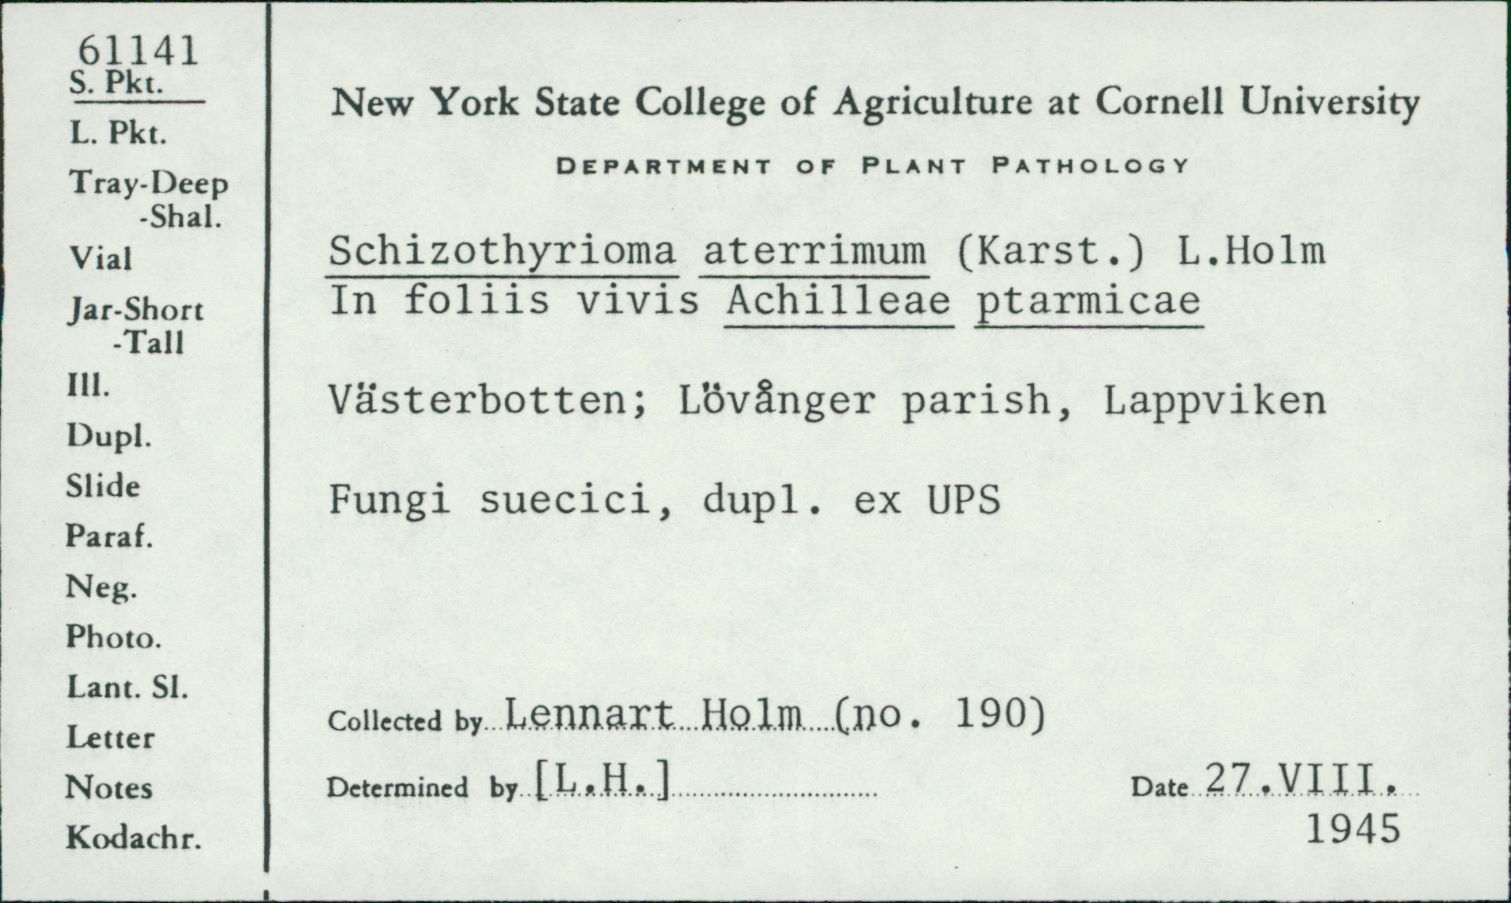 61141
S. Pkt.
L. Pkt.
Tray-Deep
-Shal.
Vial
Jar-Short
-Tall
Ill.
Dupl.
Slide
Paraf.
Neg.
Photo.
Lant. Sl.
Letter
Notes
Kodachr.
New York State College of Agriculture at Cornell University
DEPARTMENT OF PLANT PATHOLOGY
Schizothyrioma aterrimum (Karst.) L.Holm
In foliis vivis Achilleae ptarmicae
Västerbotten; Lövånger parish, Lappviken
Fungi suecici, dupl. ex UPS
Collected by Lennart Holm (no. 190)
Determined by [L.H.] Date 27.VIII.
1945